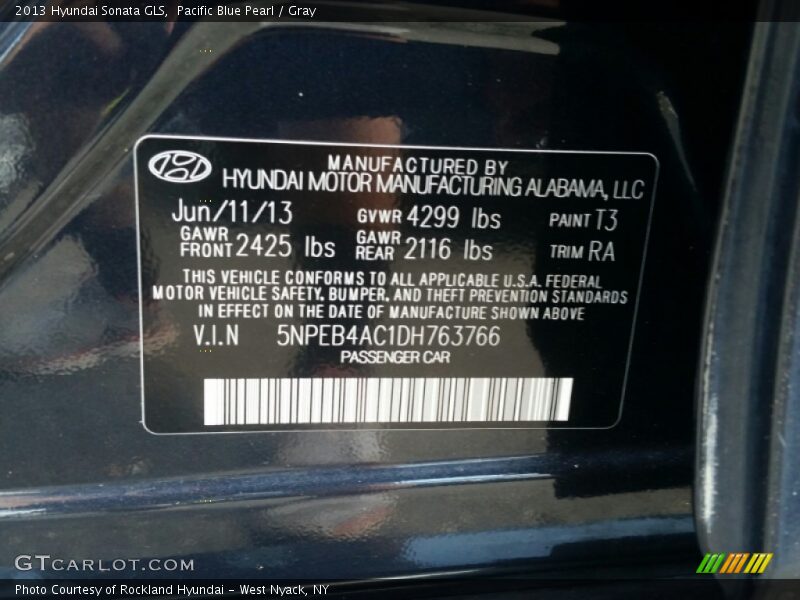 2013 Hyundai Sonata GLS, Pacific Blue Pearl / Gray
MANUFACTURED BY
HYUNDAI MOTOR MANUFACTURING ALABAMA, LLC
Jun/11/13 GVWR 4299 lbs PAINT T3
GAWR FRONT 2425 lbs GAWR REAR 2116 lbs TRIM RA
THIS VEHICLE CONFORMS TO ALL APPLICABLE U.S.A. FEDERAL
MOTOR VEHICLE SAFETY, BUMPER, AND THEFT PREVENTION STANDARDS
IN EFFECT ON THE DATE OF MANUFACTURE SHOWN ABOVE
V.I.N 5NPEB4AC1DH763766
PASSENGER CAR
GTCARLOT.COM
Photo Courtesy of Rockland Hyundai - West Nyack, NY